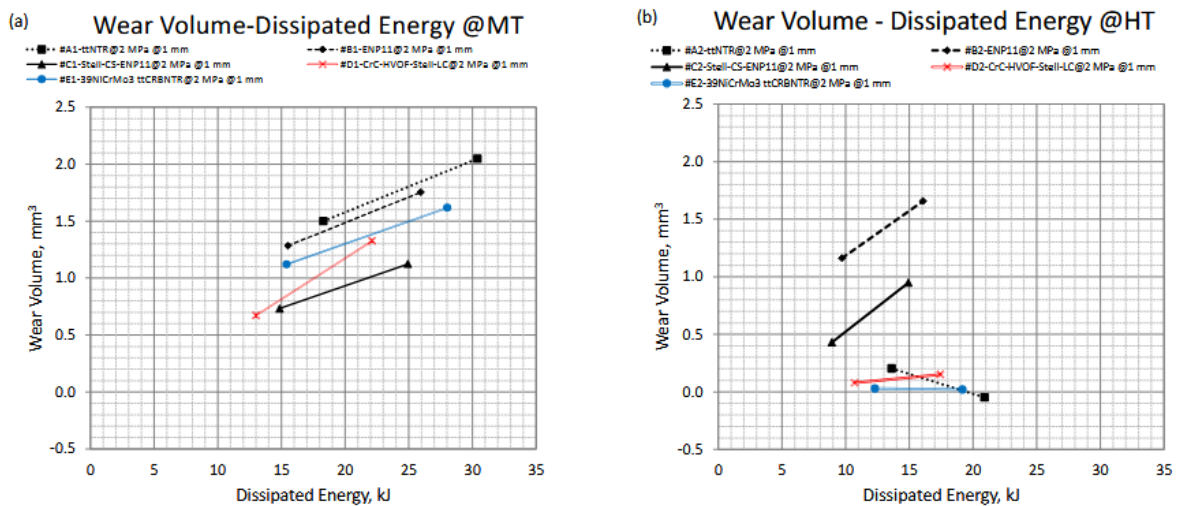 (a)
Wear Volume-Dissipated Energy @MT
#A1-ttNTR@2 MPa @1 mm
#B1-ENP11@2 MPa @1 mm
#C1-Stell-CS-ENP11@2 MPa @1 mm
#D1-CrC-HVOF-Stell-LC@2 MPa @1 mm
#E1-39NiCrMo3 ttCRBNTR@2 MPa @1 mm
2.5
2.0
1.5
1.0
0.5
0.0
-0.5
Wear Volume, mm³
0 5 10 15 20 25 30 35
Dissipated Energy, kJ
(b)
Wear Volume - Dissipated Energy @HT
#A2-ttNTR@2 MPa @1 mm
#B2-ENP11@2 MPa @1 mm
#C2-Stell-CS-ENP11@2 MPa @1 mm
#D2-CrC-HVOF-Stell-LC@2 MPa @1 mm
#E2-39NiCrMo3 ttCRBNTR@2 MPa @1 mm
2.5
2.0
1.5
1.0
0.5
0.0
-0.5
Wear Volume, mm³
0 5 10 15 20 25 30 35
Dissipated Energy, kJ